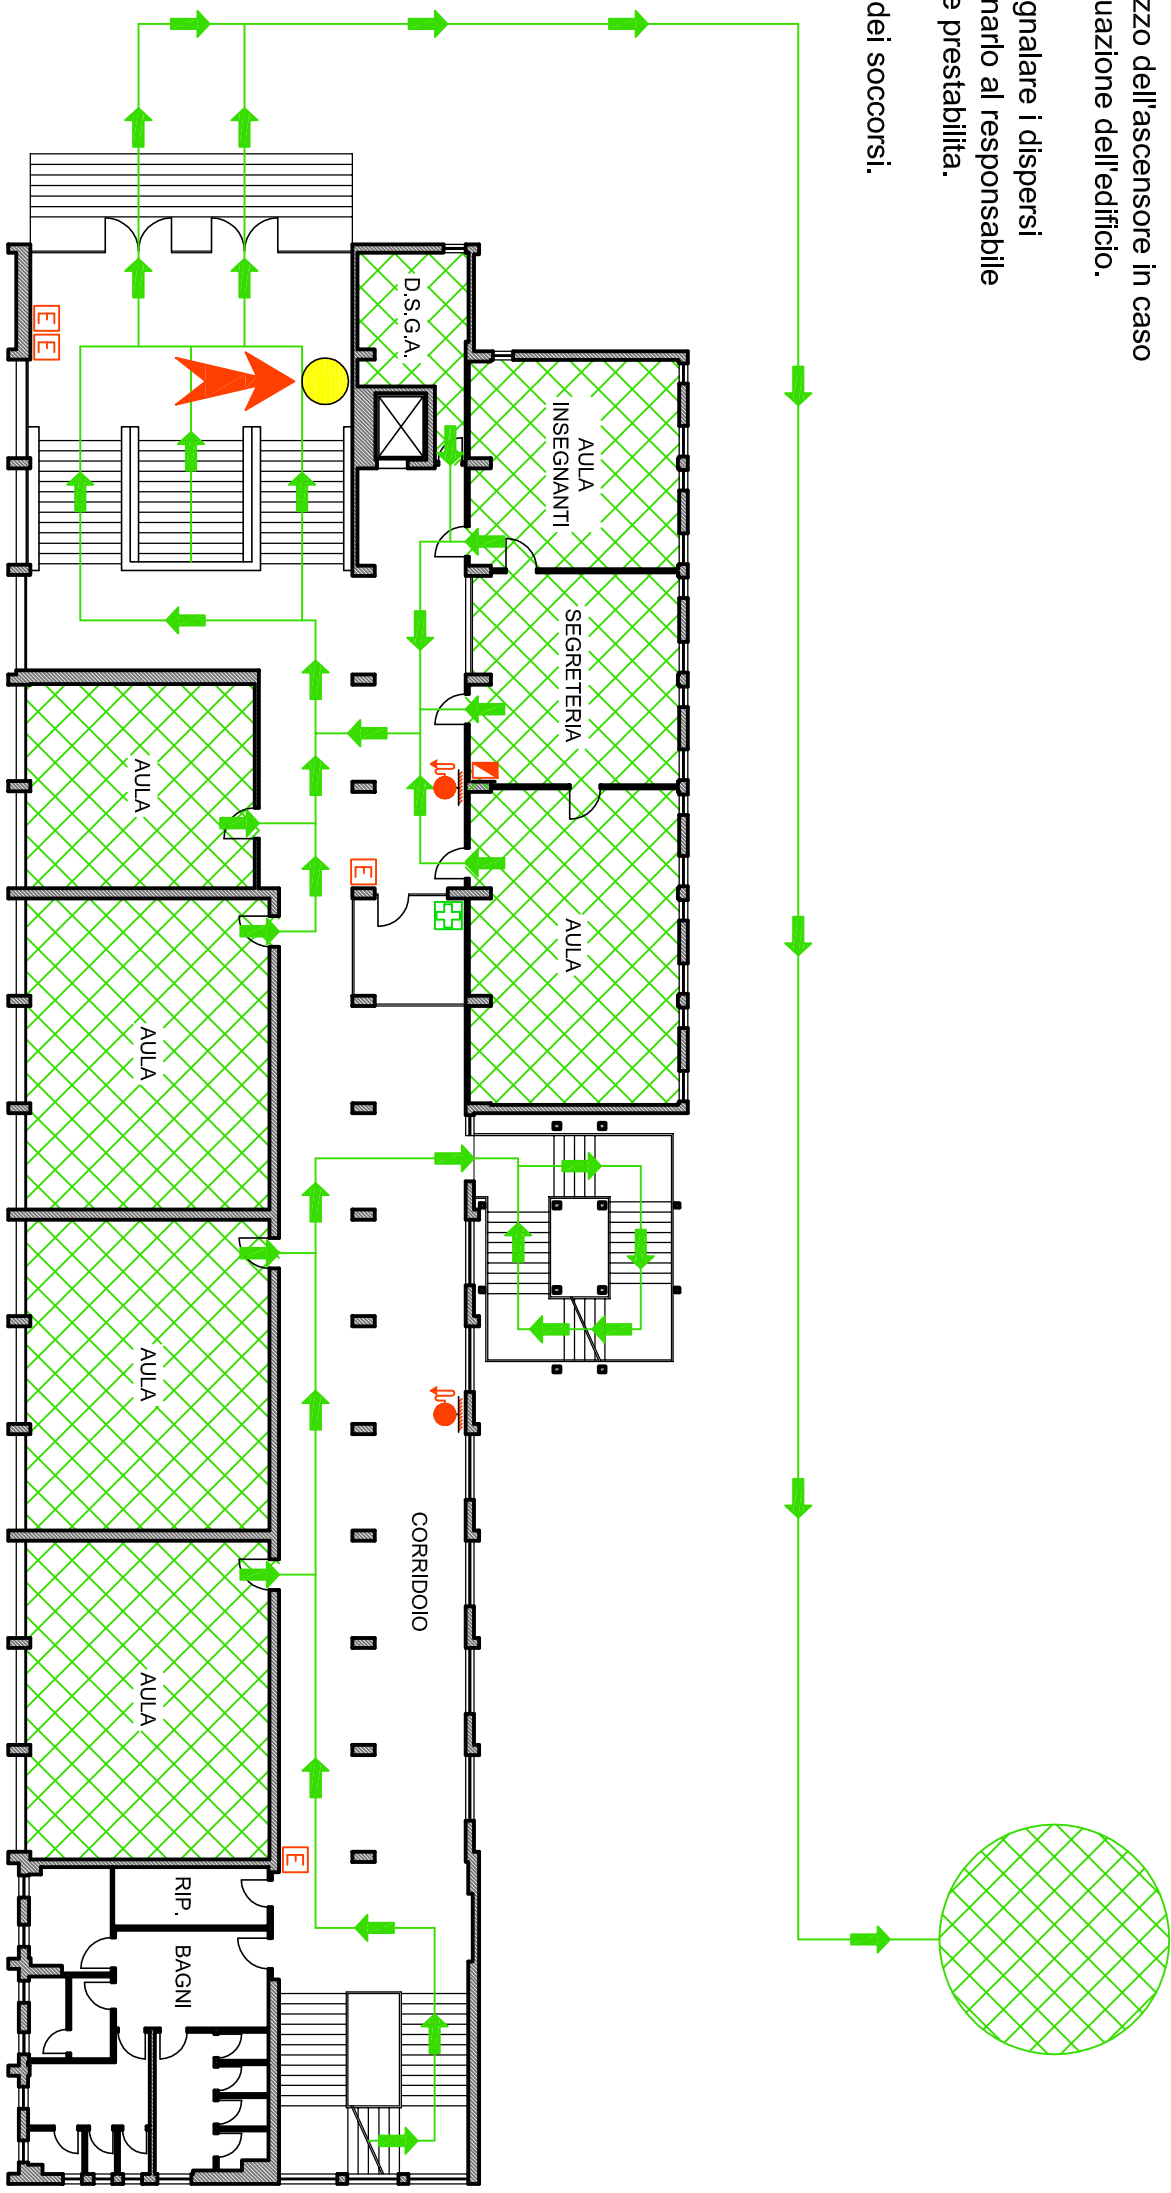 zzo dell'ascensore in caso
uazione dell'edificio.
gnalare i dispersi
narlo al responsabile
e prestabilita.
dei soccorsi.
AULA
INSEGNANTI
SEGRETERIA
AULA
D.S.G.A.
CORRIDOIO
E
E
RIP.
BAGNI
AULA
AULA
AULA
AULA
E E